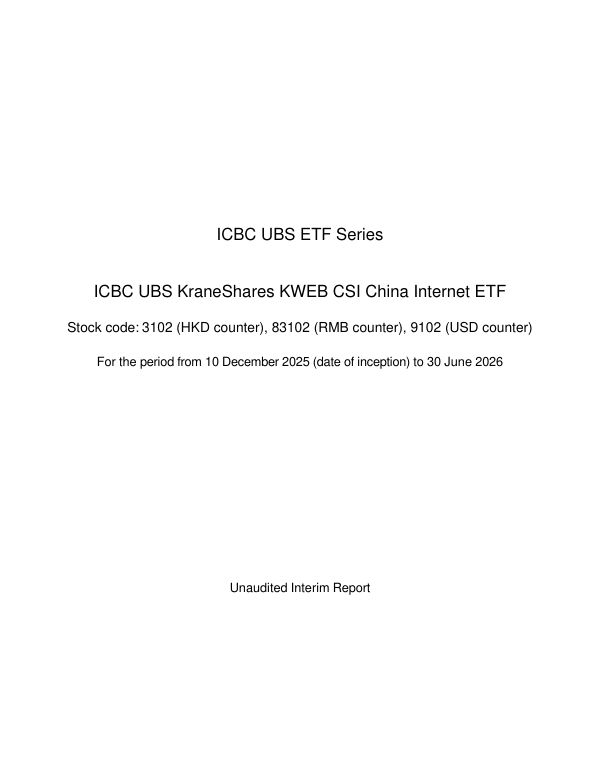 ICBC UBS ETF Series
ICBC UBS KraneShares KWEB CSI China Internet ETF
Stock code: 3102 (HKD counter), 83102 (RMB counter), 9102 (USD counter)
For the period from 10 December 2025 (date of inception) to 30 June 2026
Unaudited Interim Report